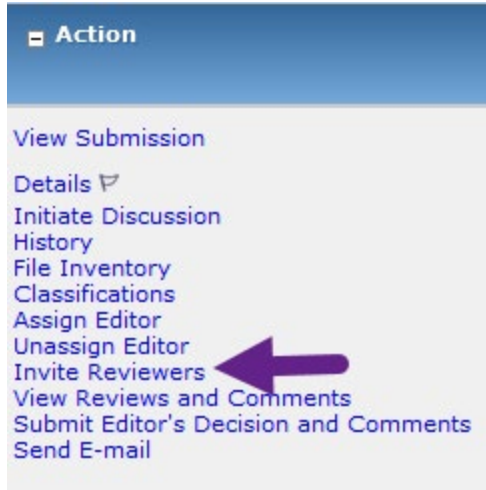 Action
View Submission
Details
Initiate Discussion
History
File Inventory
Classifications
Assign Editor
Unassign Editor
Invite Reviewers
View Reviews and Comments
Submit Editor's Decision and Comments
Send E-mail